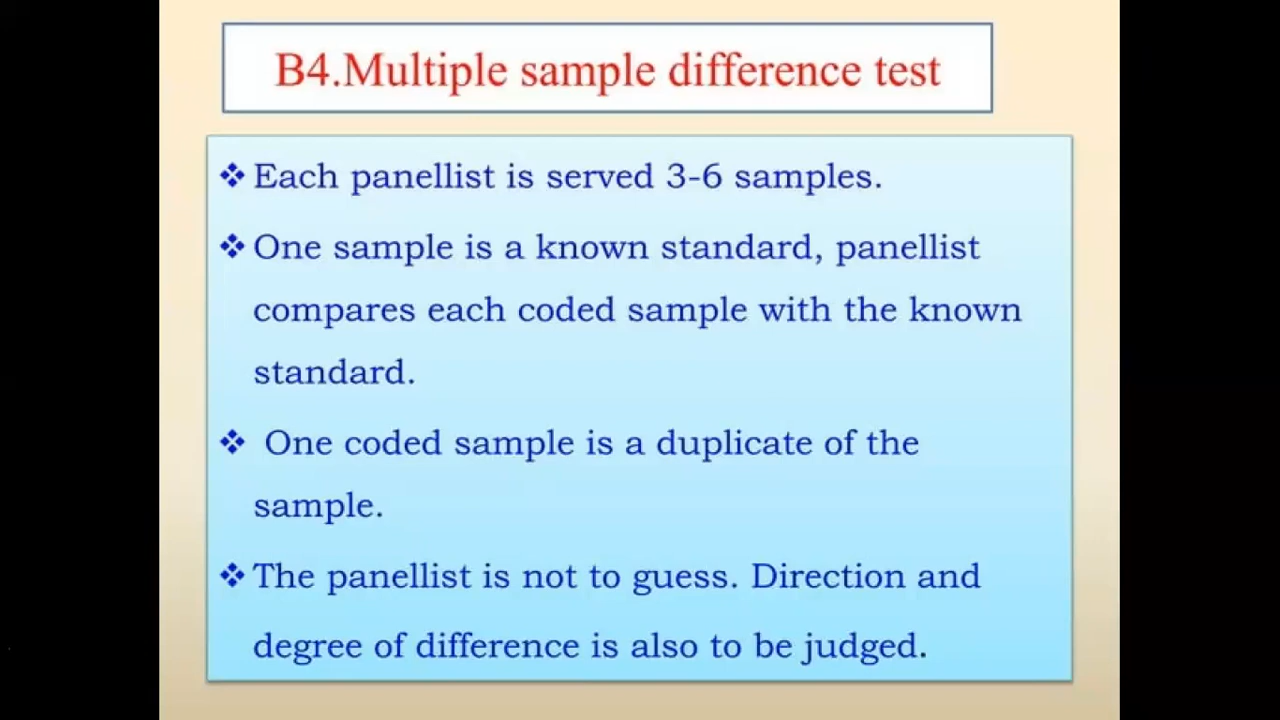 B4.Multiple sample difference test
❖ Each panellist is served 3-6 samples.
❖ One sample is a known standard, panellist
compares each coded sample with the known
standard.
❖ One coded sample is a duplicate of the
sample.
❖ The panellist is not to guess. Direction and
degree of difference is also to be judged.